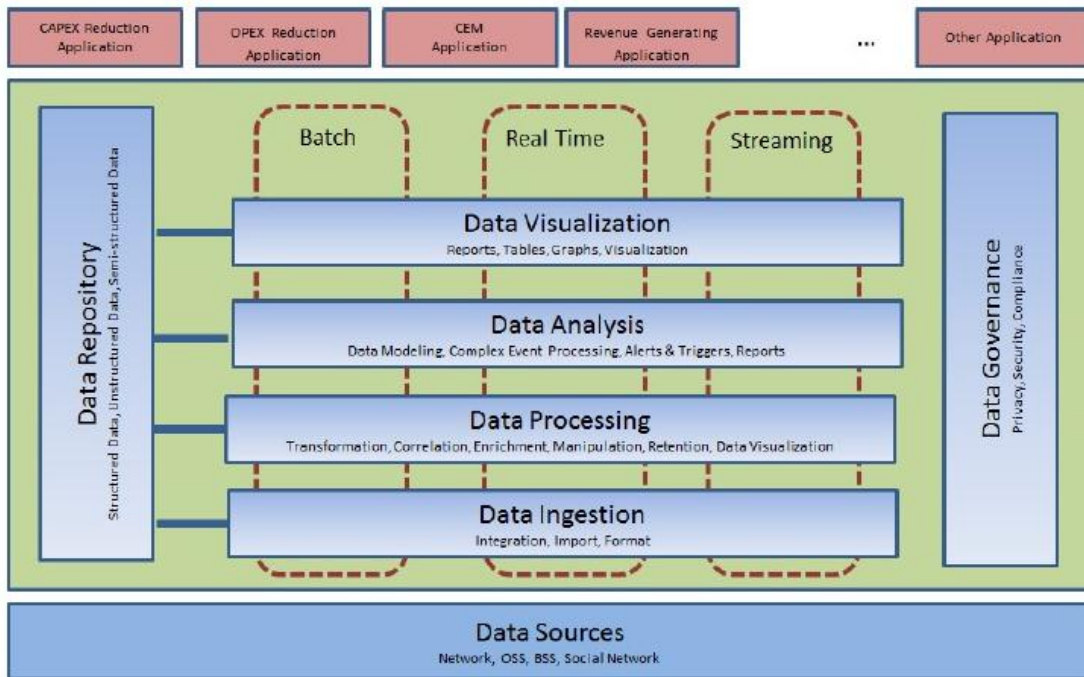 CAPEX Reduction
Application
OPEX Reduction
Application
CEM
Application
Revenue Generating
Application
...
Other Application
Batch
Real Time
Streaming
Data Repository
Structured Data, Unstructured Data, Semi-structured Data
Data Visualization
Reports, Tables, Graphs, Visualization
Data Analysis
Data Modeling, Complex Event Processing, Alerts & Triggers, Reports
Data Processing
Transformation, Correlation, Enrichment, Manipulation, Retention, Data Visualization
Data Ingestion
Integration, Import, Format
Data Governance
Privacy, Security, Compliance
Data Sources
Network, OSS, BSS, Social Network